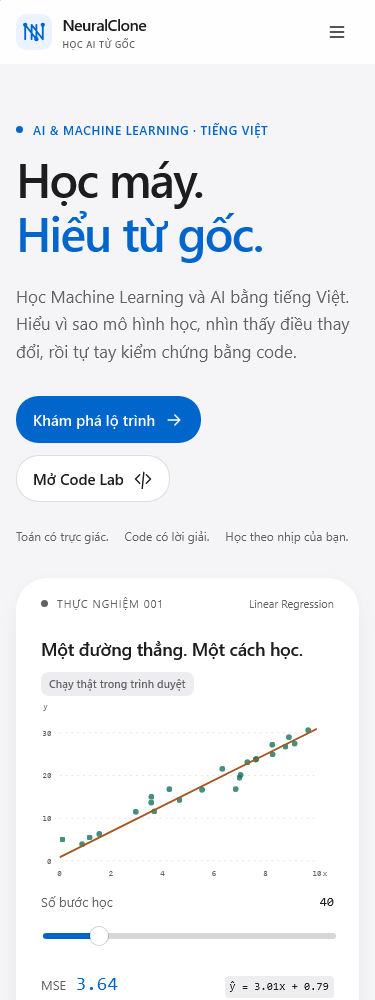 NeuralClone
HỌC AI TỪ GỐC
AI & MACHINE LEARNING · TIẾNG VIỆT
Học máy.
Hiểu từ gốc.
Học Machine Learning và AI bằng tiếng Việt.
Hiểu vì sao mô hình học, nhìn thấy điều thay
đổi, rồi tự tay kiểm chứng bằng code.
Khám phá lộ trình →
Mở Code Lab </>
Toán có trực giác. Code có lời giải. Học theo nhịp của bạn.
THỰC NGHIỆM 001 Linear Regression
Một đường thẳng. Một cách học.
Chạy thật trong trình duyệt
y
30
20
10
0
0 2 4 6 8 10 x
Số bước học 40
MSE 3.64 ŷ = 3.01x + 0.79